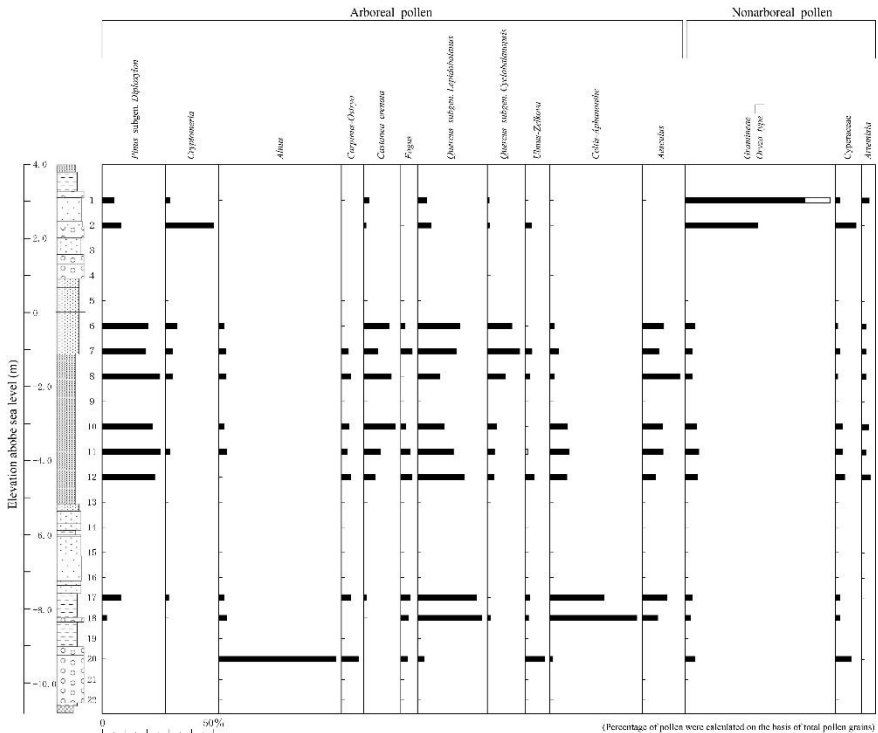 Arboreal pollen
Nonarboreal pollen
Pinus subgen. Diploxylon
Cryptomeria
Alnus
Carpinus-Ostrya
Castanea crenata
Fagus
Quercus subgen. Lepidobalanus
Quercus subgen. Cyclobalanopsis
Ulmus-Zelkova
Celtis-Aphananthe
Aesculus
Gramineae
Oryza type
Cyperaceae
Artemisia
Elevation abobe sea level (m)
4.0
2.0
0
-2.0
-4.0
-6.0
-8.0
-10.0
1
2
3
4
5
6
7
8
9
10
11
12
13
15
16
17
18
19
20
21
22
0
50%
(Percentage of pollen were calculated on the basis of total pollen grains)